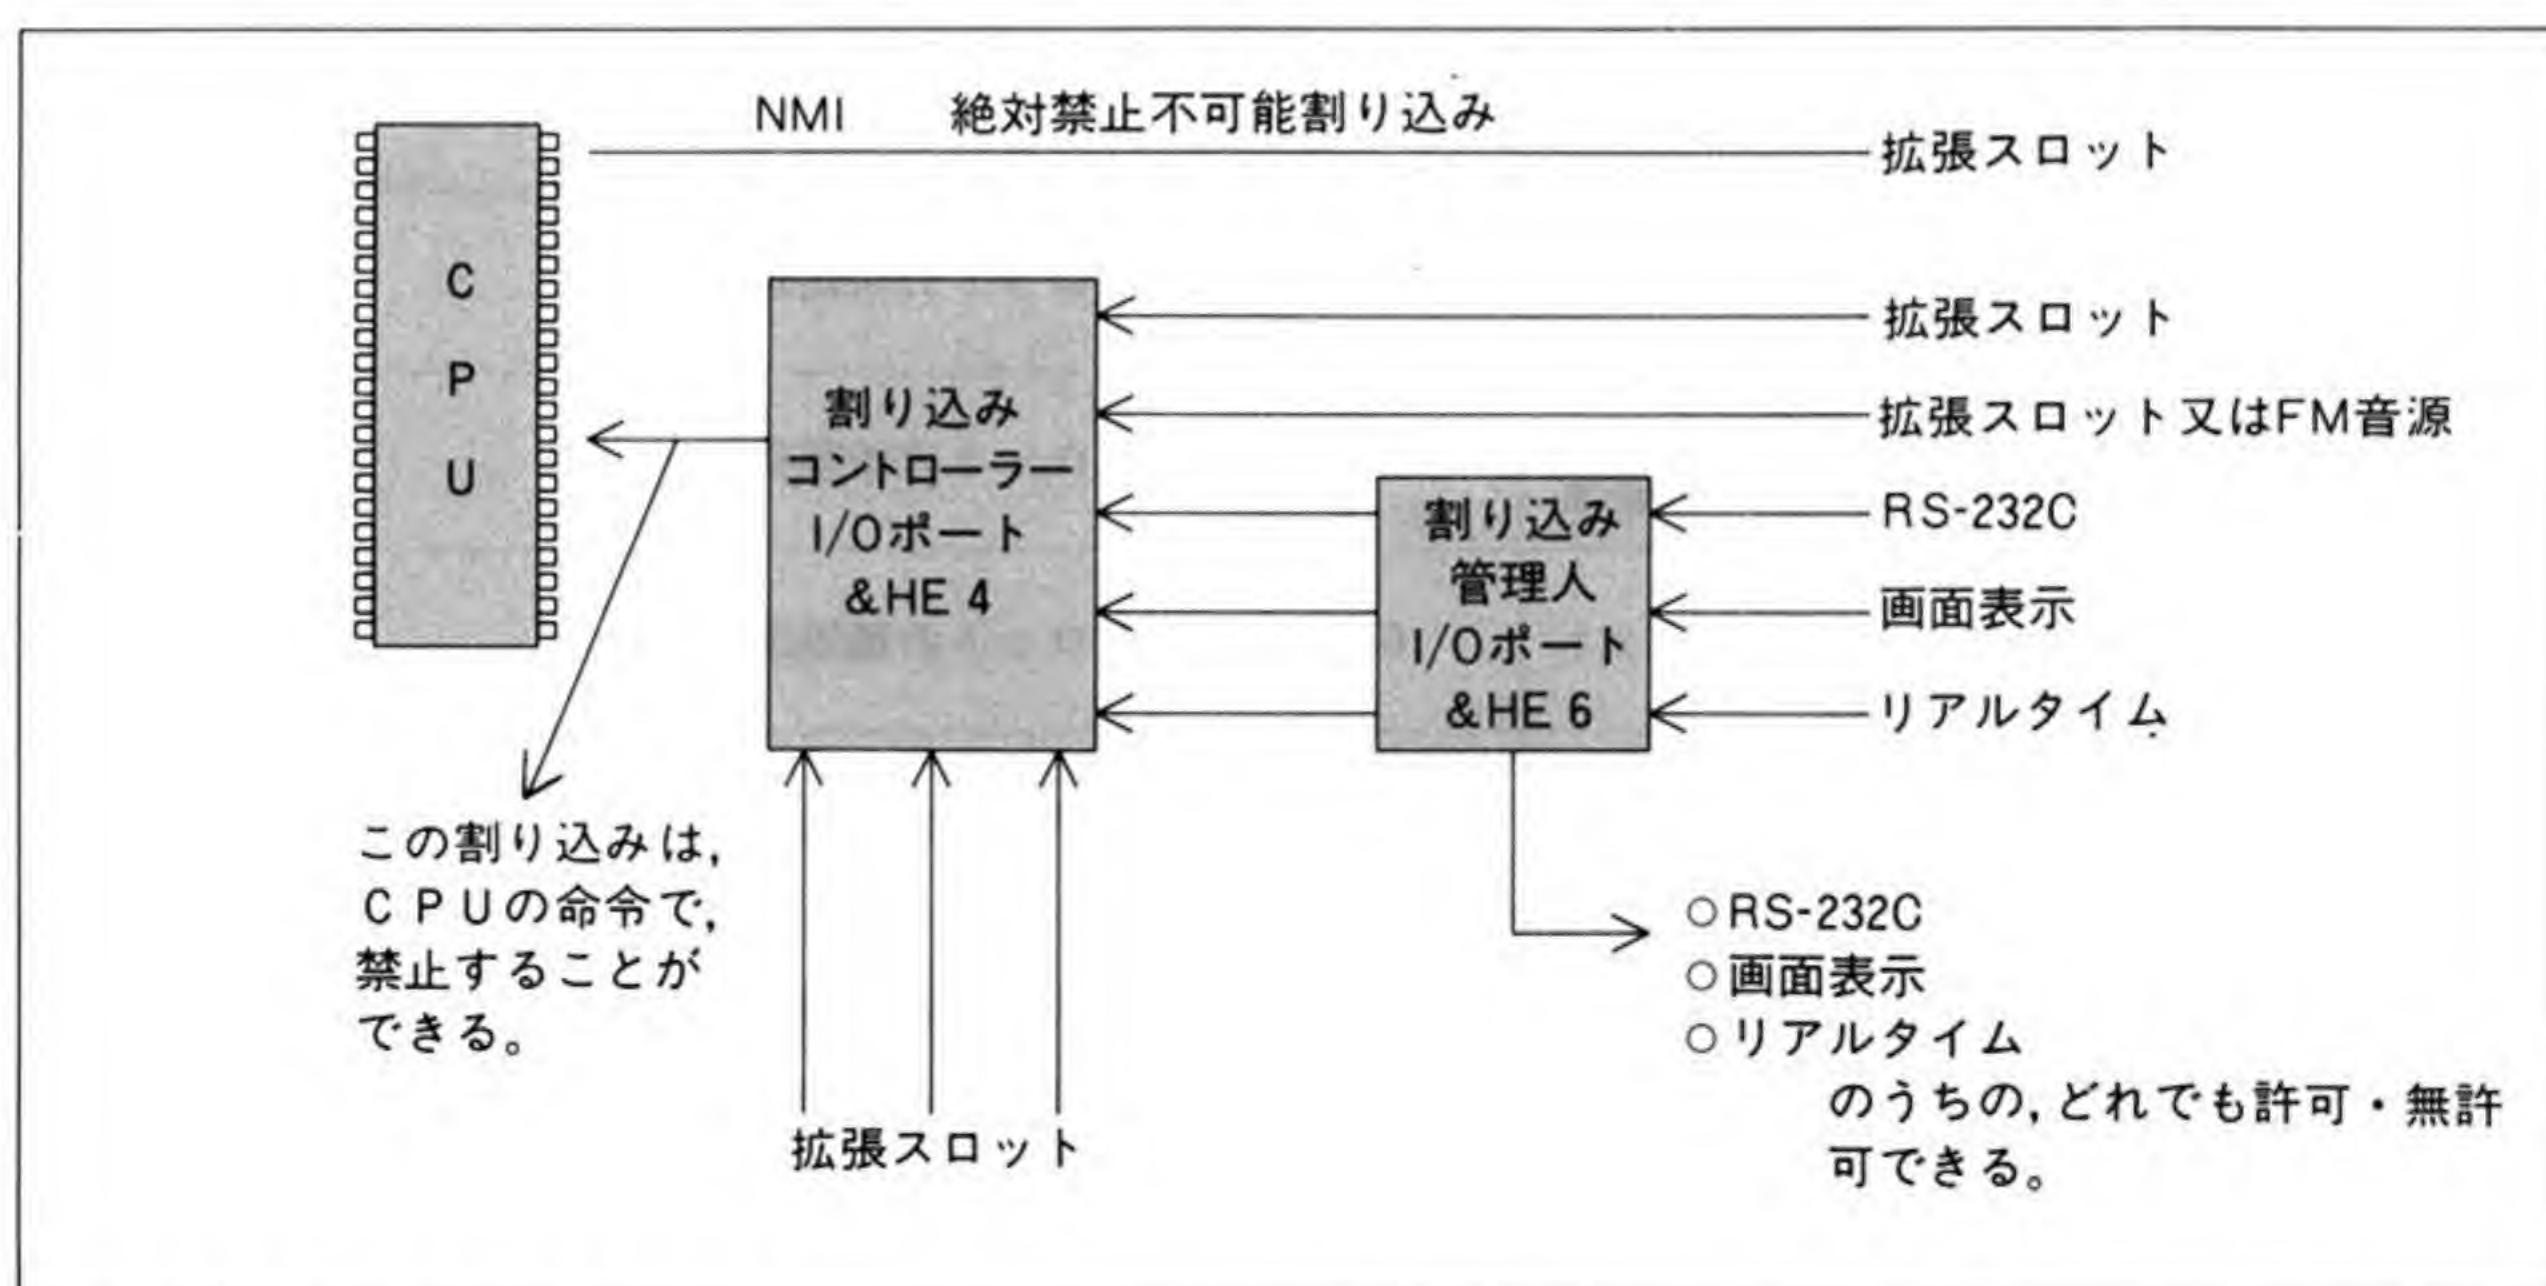 NMI 絶対禁止不可能割り込み
拡張スロット
C
P
U
割り込み
コントローラー
I/Oポート
&HE 4
拡張スロット
拡張スロット又はFM音源
割り込み
管理人
I/Oポート
&HE 6
RS-232C
画面表示
リアルタイム
この割り込みは,
CPUの命令で,
禁止することが
できる。
拡張スロット
○RS-232C
○画面表示
○リアルタイム
のうちの,どれでも許可・無許
可できる。